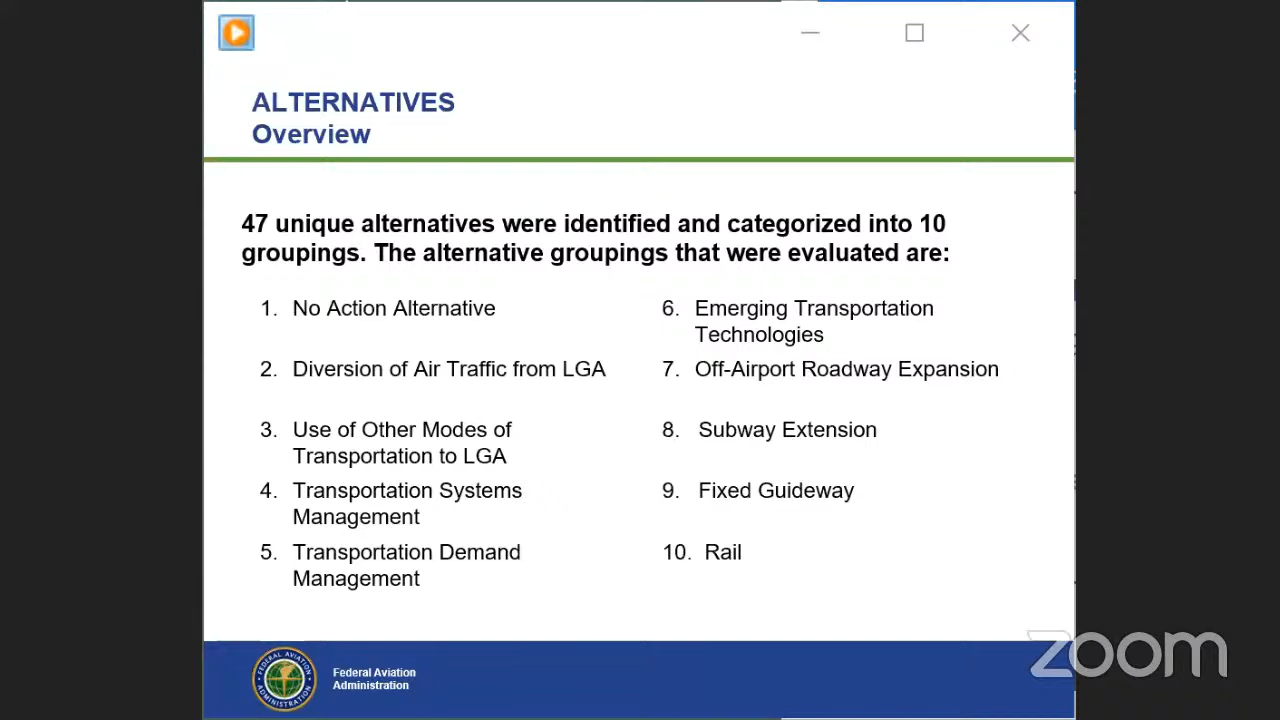 ALTERNATIVES
Overview
47 unique alternatives were identified and categorized into 10
groupings. The alternative groupings that were evaluated are:
1. No Action Alternative
2. Diversion of Air Traffic from LGA
3. Use of Other Modes of
Transportation to LGA
4. Transportation Systems
Management
5. Transportation Demand
Management
6. Emerging Transportation
Technologies
7. Off-Airport Roadway Expansion
8. Subway Extension
9. Fixed Guideway
10. Rail
FEDERAL AVIATION
ADMINISTRATION
Federal Aviation
Administration
zoom